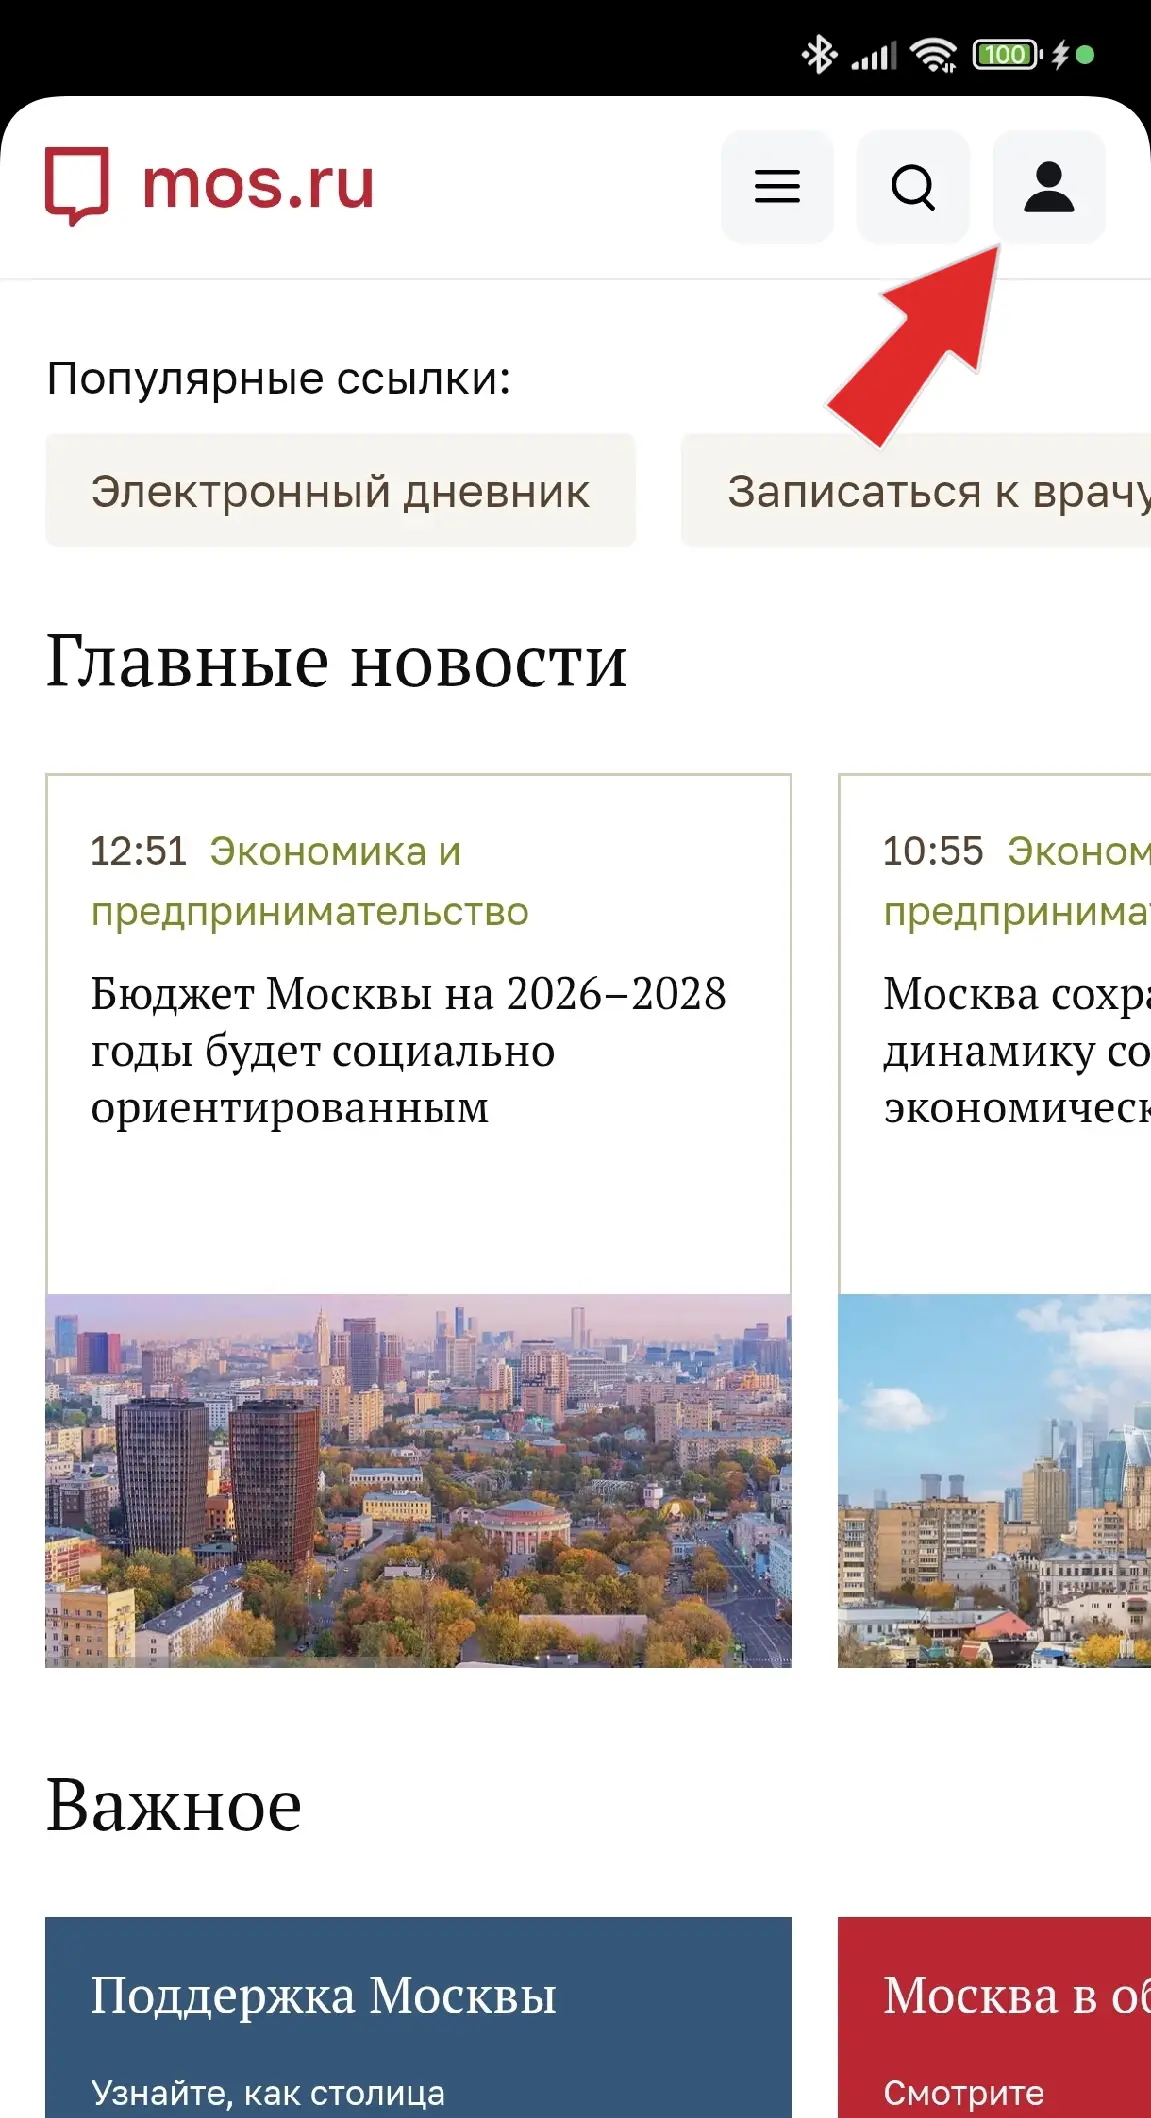 100
mos.ru
Популярные ссылки:
Электронный дневник
Записаться к врачу
Главные новости
12:51 Экономика и
предпринимательство
Бюджет Москвы на 2026–2028
годы будет социально
ориентированным
10:55 Эконом
предпринимат
Москва сохра
динамику со
экономическ
Важное
Поддержка Москвы
Узнайте, как столица
Москва в об
Смотрите